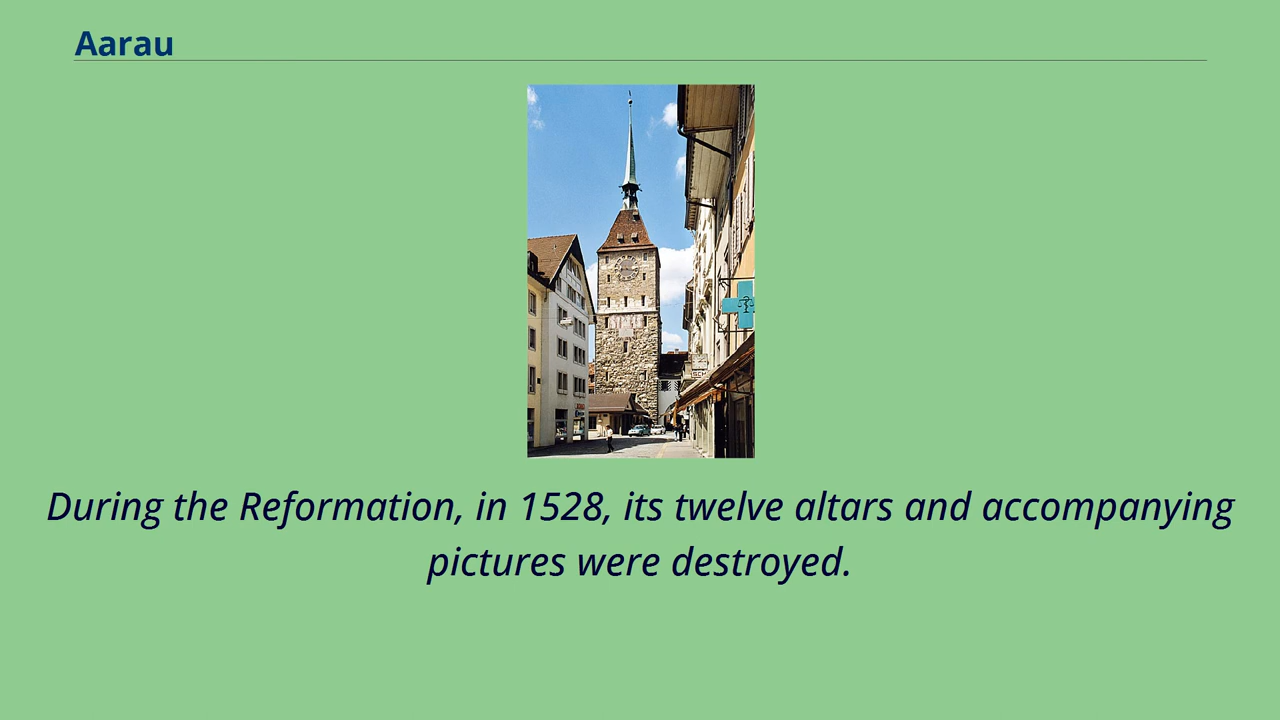 Aarau
During the Reformation, in 1528, its twelve altars and accompanying
pictures were destroyed.